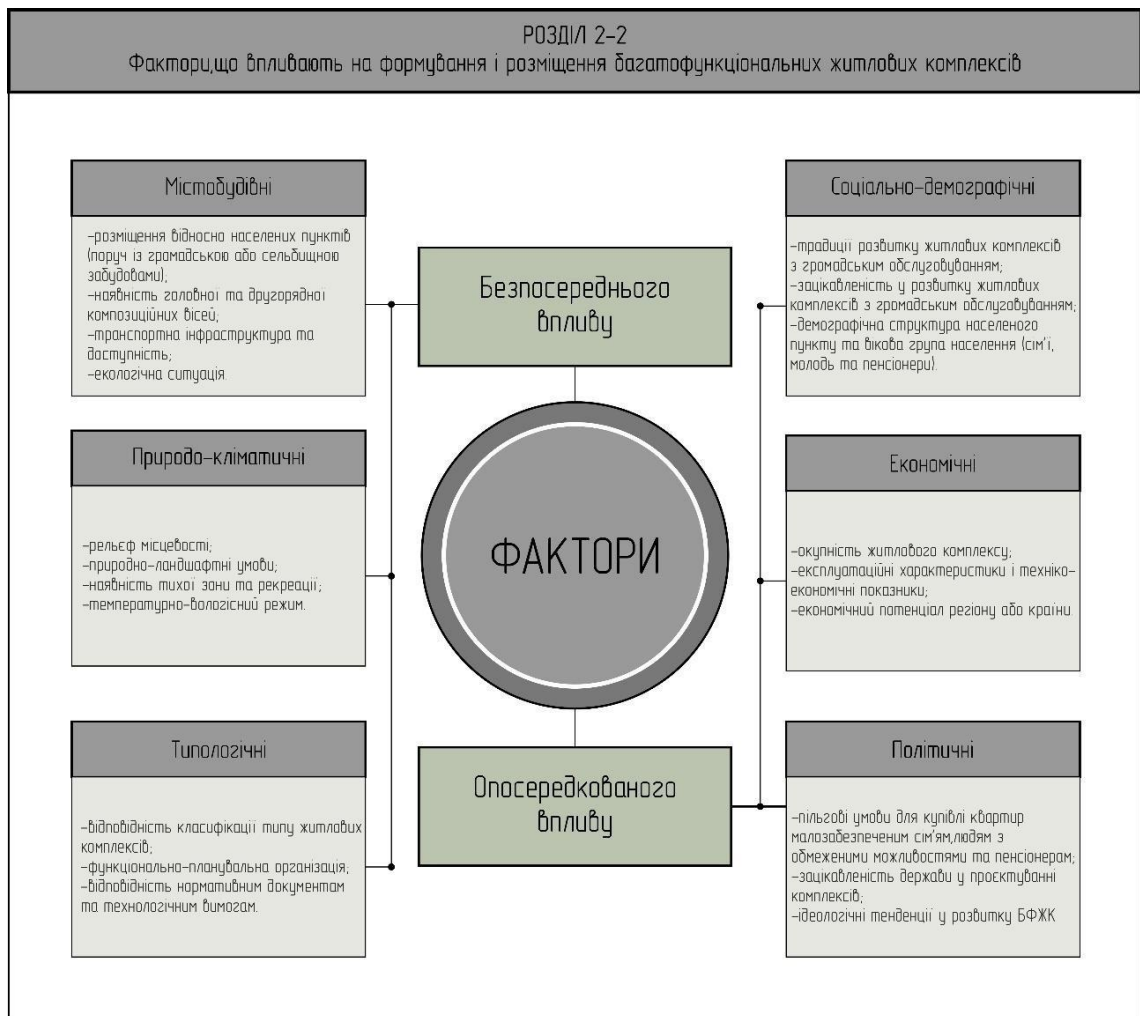 РОЗДІЛ 2-2
Фактори,що впливають на формування і розміщення багатофункціональних житлових комплексів
Містобудівні
-розміщення відносно населених пунктів
(поруч із громадською або сельбищною
забудовами);
-наявність головної та другорядної
композиційних вісей;
-транспортна інфраструктура та
доступність;
-екологічна ситуація.
Природо-кліматичні
-рельєф місцевості;
-природно-ландшафтні умови;
-наявність тихої зони та рекреації;
-температурно-вологісний режим.
Типологічні
-відповідність класифікації типу житлових
комплексів;
-функціонально-планувальна організація;
-відповідність нормативним документам
та технологічним вимогам.
Безпосереднього
впливу
ФАКТОРИ
Опосередкованого
впливу
Соціально-демографічні
-традиції розвитку житлових комплексів
з громадським обслуговуванням;
-зацікавленість у розвитку житлових
комплексів з громадським обслуговуванням;
-демографічна структура населеного
пункту та вікова група населення (сім'ї,
молодь та пенсіонери).
Економічні
-окупність житлового комплексу;
-експлуатаційні характеристики і техніко-
економічні показники;
-економічний потенціал регіону або країни.
Політичні
-пільгові умови для купівлі квартир
малозабезпеченим сім'ям,людям з
обмеженими можливостями та пенсіонерам;
-зацікавленість держави у проєктуванні
комплексів;
-ідеологічні тенденції у розвитку БФЖК